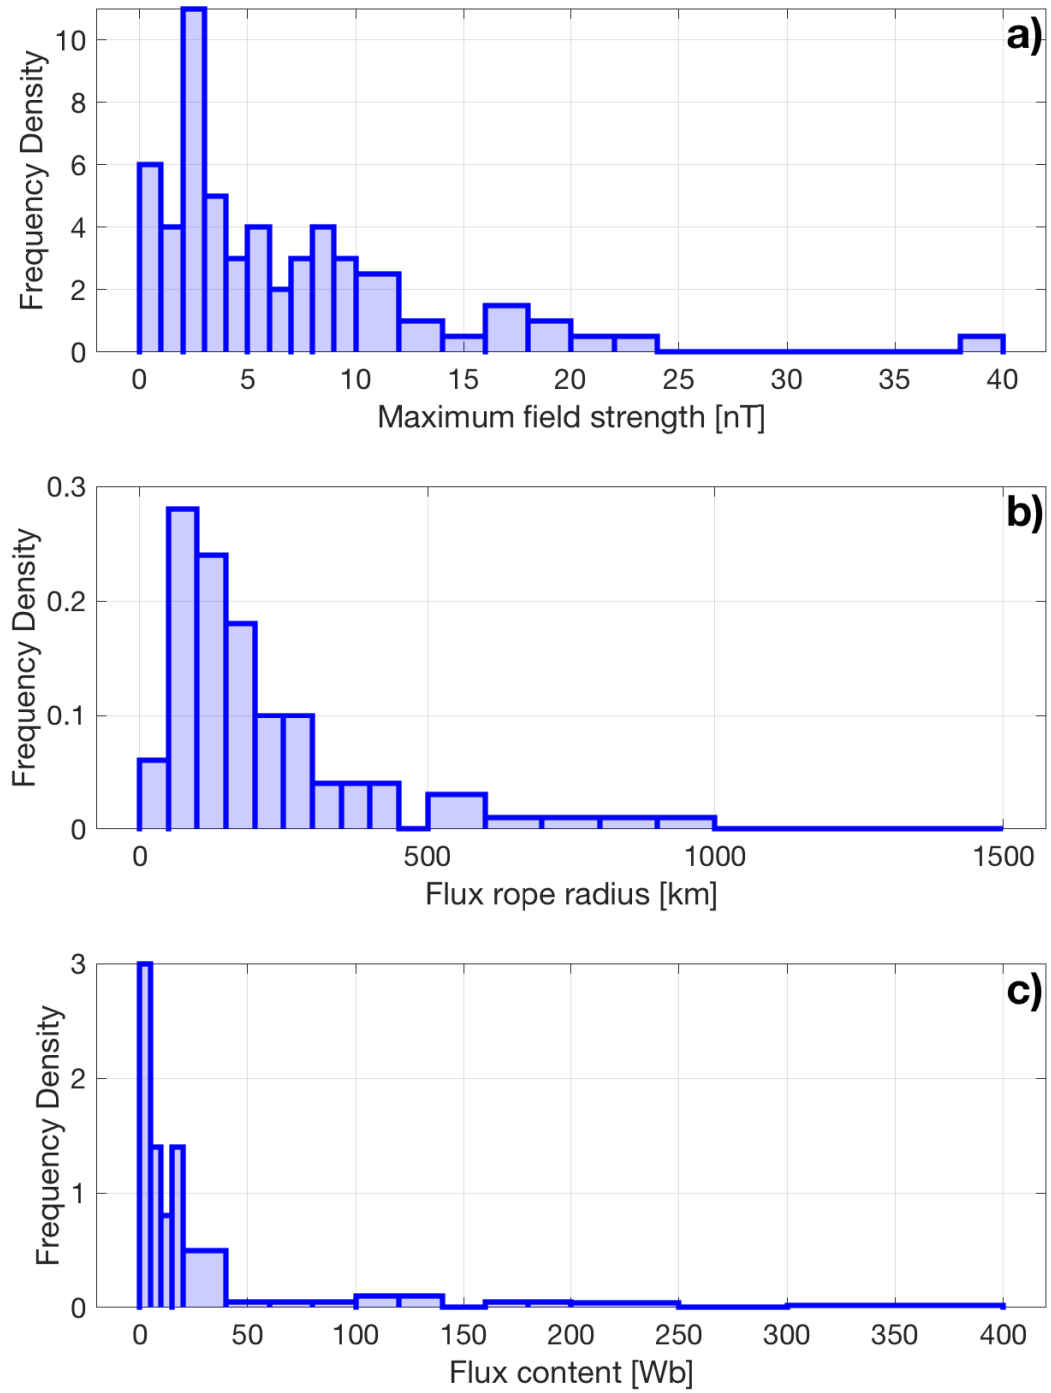 a)
Frequency Density
10
8
6
4
2
0
0 5 10 15 20 25 30 35 40
Maximum field strength [nT]
b)
Frequency Density
0.3
0.2
0.1
0
0 500 1000 1500
Flux rope radius [km]
c)
Frequency Density
3
2
1
0
0 50 100 150 200 250 300 350 400
Flux content [Wb]